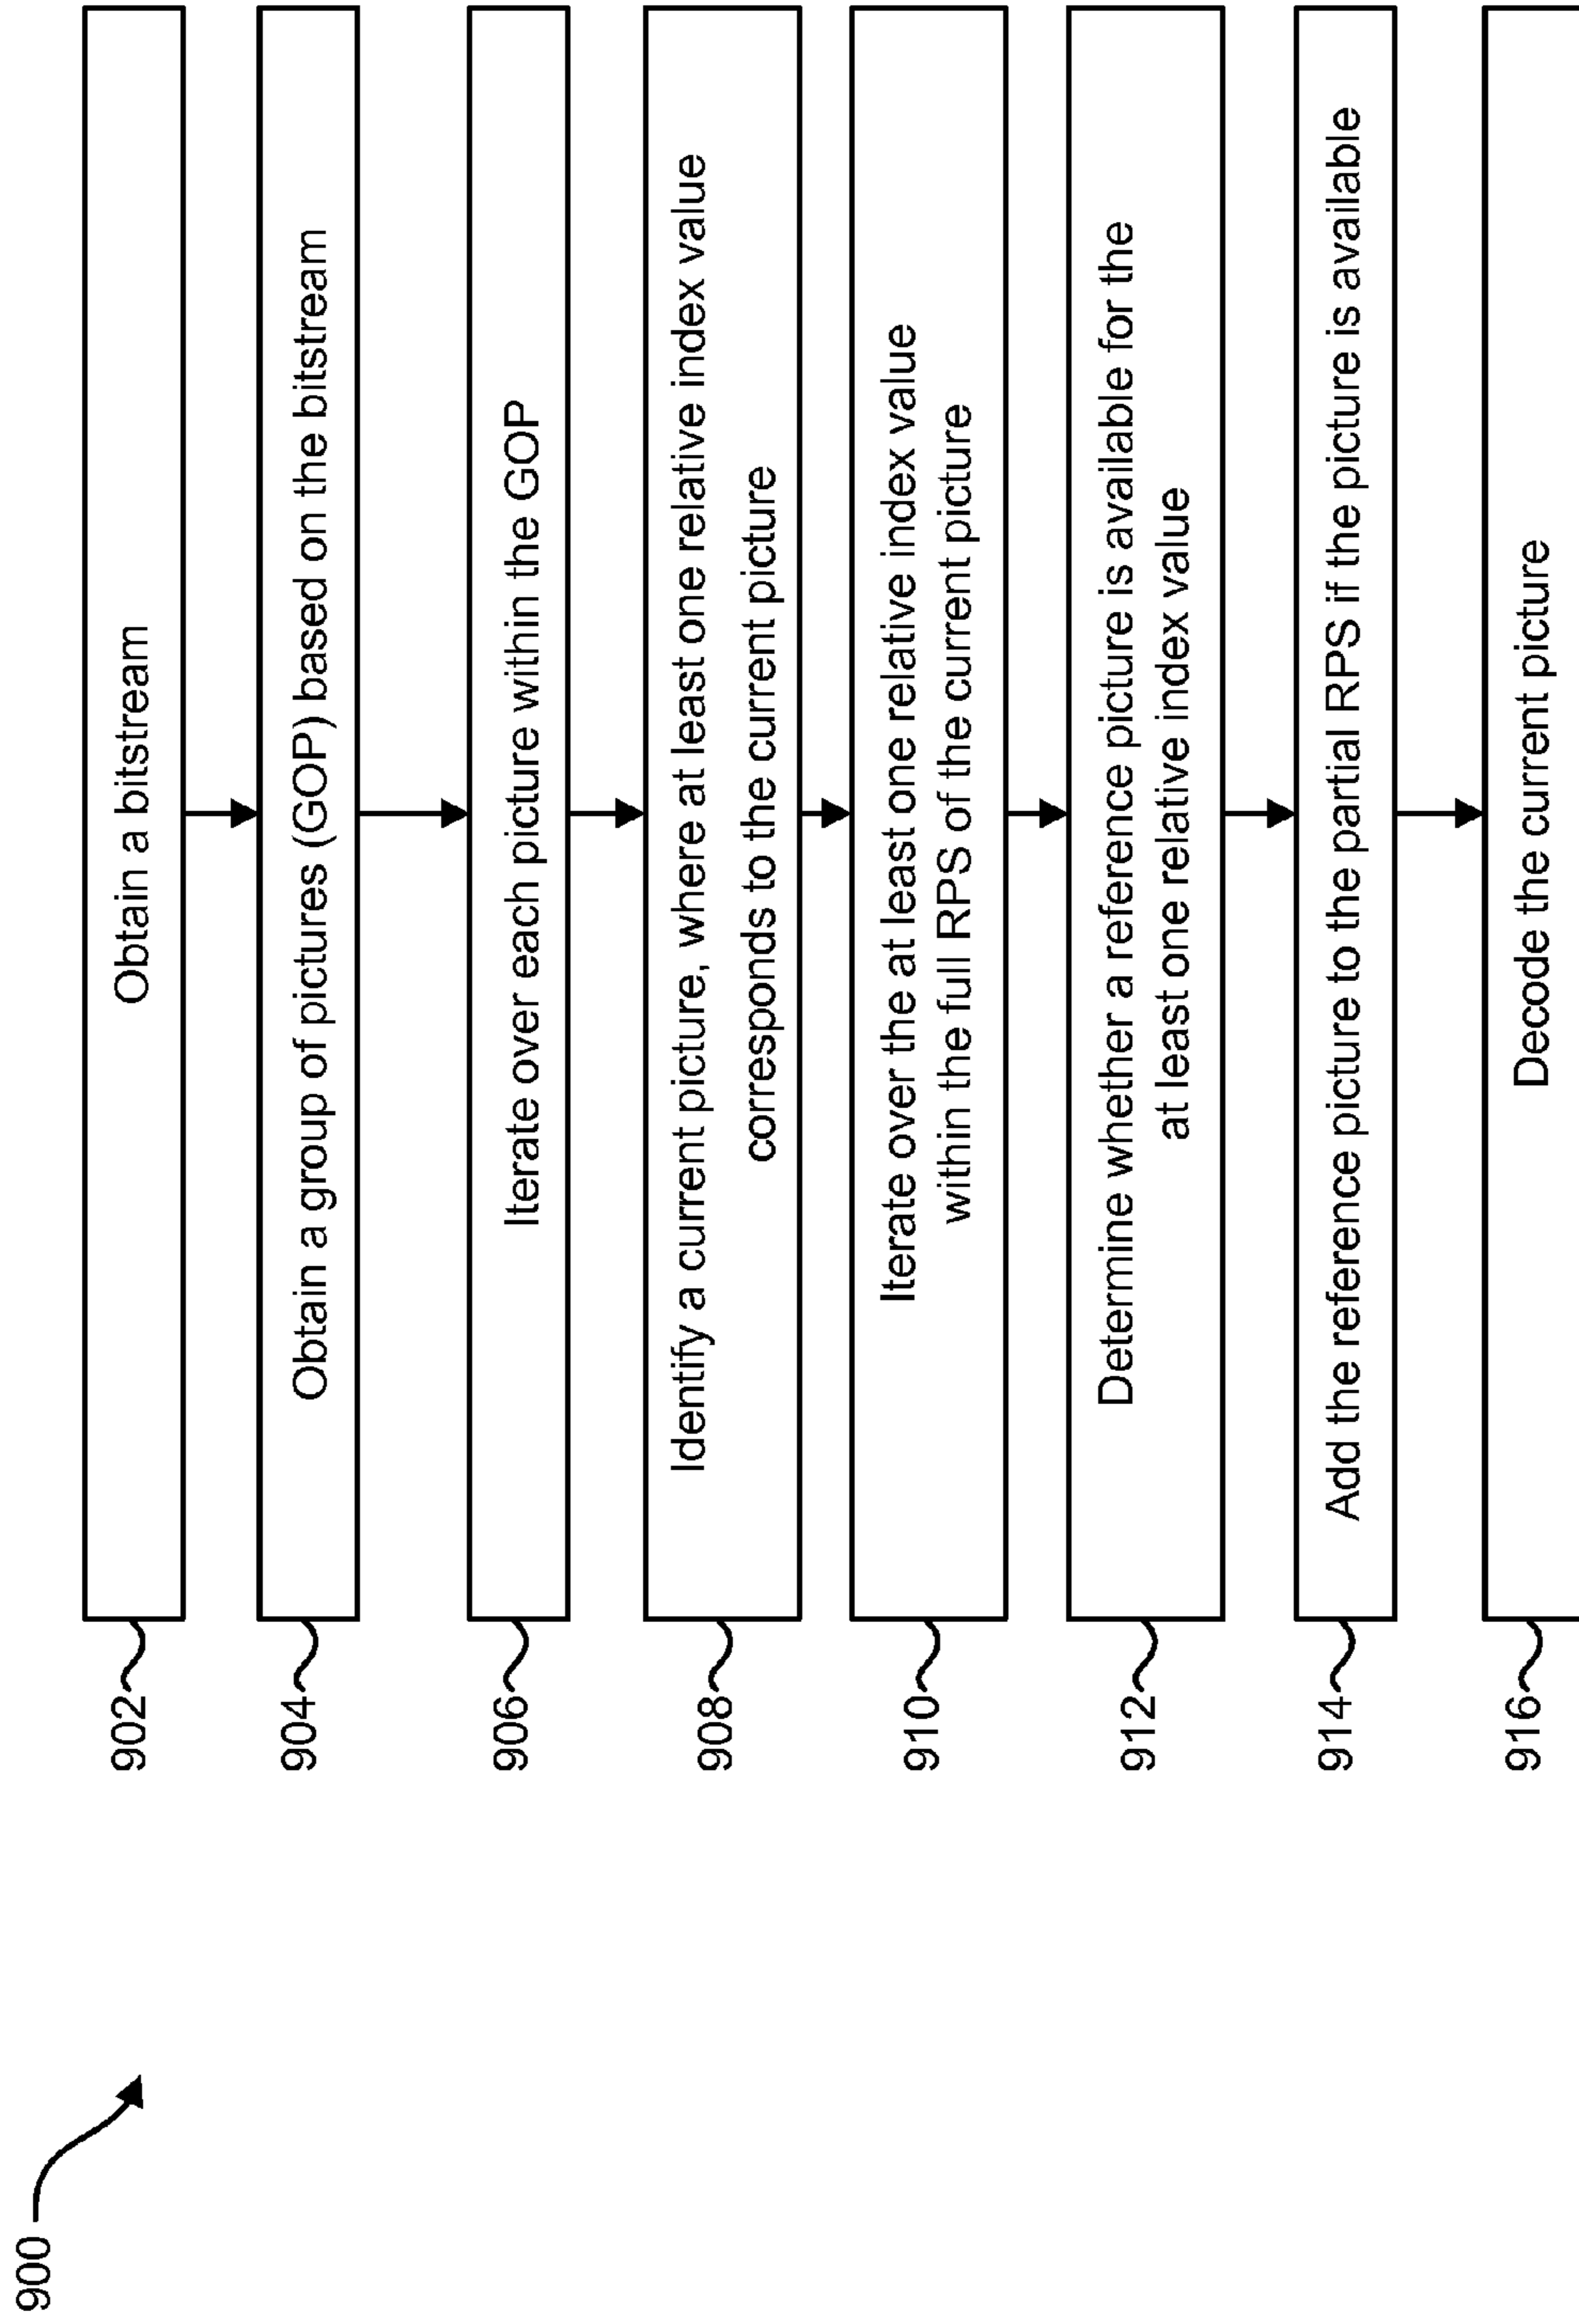 900
902
Obtain a bitstream
904
Obtain a group of pictures (GOP) based on the bitstream
906
Iterate over each picture within the GOP
908
Identify a current picture, where at least one relative index value
corresponds to the current picture
910
Iterate over the at least one relative index value
within the full RPS of the current picture
912
Determine whether a reference picture is available for the
at least one relative index value
914
Add the reference picture to the partial RPS if the picture is available
916
Decode the current picture